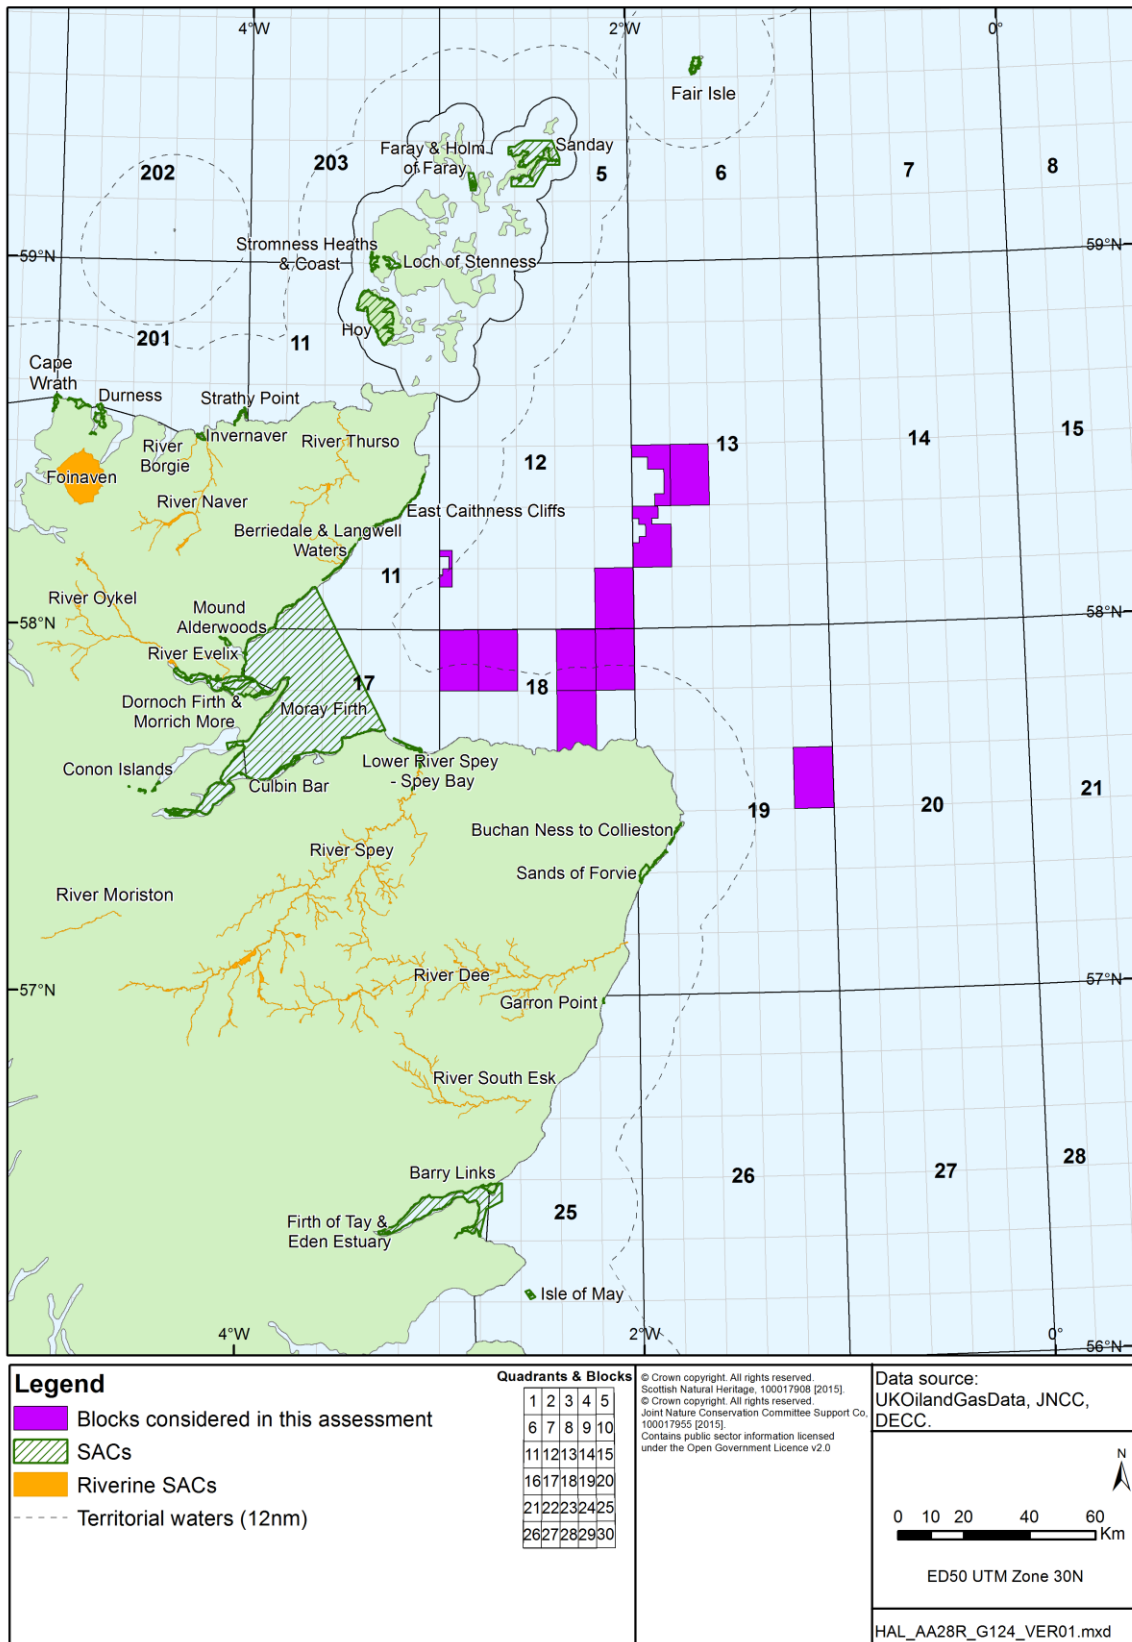 4°W
2°W
0°
Fair Isle
Faray & Holm
of Faray
Sanday
202
203
5
6
7
8
Stromness Heaths
& Coast
Loch of Stenness
59°N
59°N
Hoy
201
11
Cape
Wrath
Durness
Strathy Point
Invernaver
River
Borgie
River Thurso
Foinaven
River Naver
12
13
14
15
East Caithness Cliffs
Berriedale & Langwell
Waters
11
River Oykel
Mound
Alderwoods
58°N
58°N
River Evelix
17
18
Dornoch Firth &
Morrich More
Moray Firth
Conon Islands
Culbin Bar
Lower River Spey
- Spey Bay
19
20
21
Buchan Ness to Collieston
River Spey
Sands of Forvie
River Moriston
River Dee
57°N
57°N
Garron Point
River South Esk
Barry Links
26
27
28
Firth of Tay &
Eden Estuary
25
Isle of May
4°W
2°W
0°
56°N
Legend
Blocks considered in this assessment
SACs
Riverine SACs
Territorial waters (12nm)
Quadrants & Blocks
1 2 3 4 5
6 7 8 9 10
11 12 13 14 15
16 17 18 19 20
21 22 23 24 25
26 27 28 29 30
© Crown copyright. All rights reserved.
Scottish Natural Heritage, 100017908 [2015].
© Crown copyright. All rights reserved.
Joint Nature Conservation Committee Support Co,
100017955 [2015].
Contains public sector information licensed
under the Open Government Licence v2.0
Data source:
UKOilandGasData, JNCC,
DECC.
N
0 10 20 40 60
Km
ED50 UTM Zone 30N
HAL_AA28R_G124_VER01.mxd